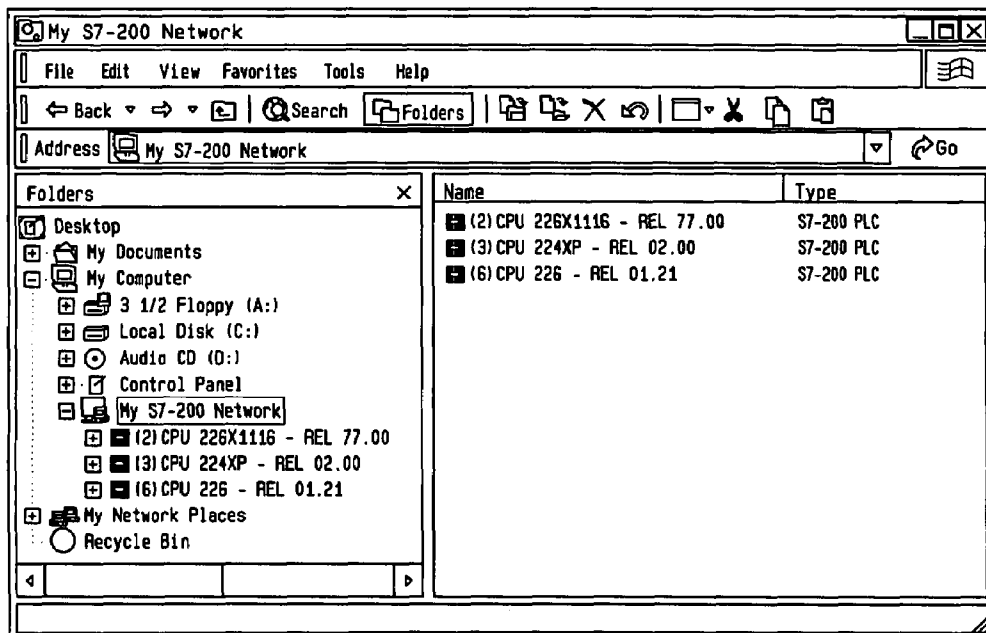 My S7-200 Network
File Edit View Favorites Tools Help
Back Search Folders
Address My S7-200 Network Go
Folders
Desktop
My Documents
My Computer
3 1/2 Floppy (A:)
Local Disk (C:)
Audio CD (D:)
Control Panel
My S7-200 Network
(2) CPU 226X1116 - REL 77.00
(3) CPU 224XP - REL 02.00
(6) CPU 226 - REL 01.21
My Network Places
Recycle Bin
Name Type
(2) CPU 226X1116 - REL 77.00 S7-200 PLC
(3) CPU 224XP - REL 02.00 S7-200 PLC
(6) CPU 226 - REL 01.21 S7-200 PLC